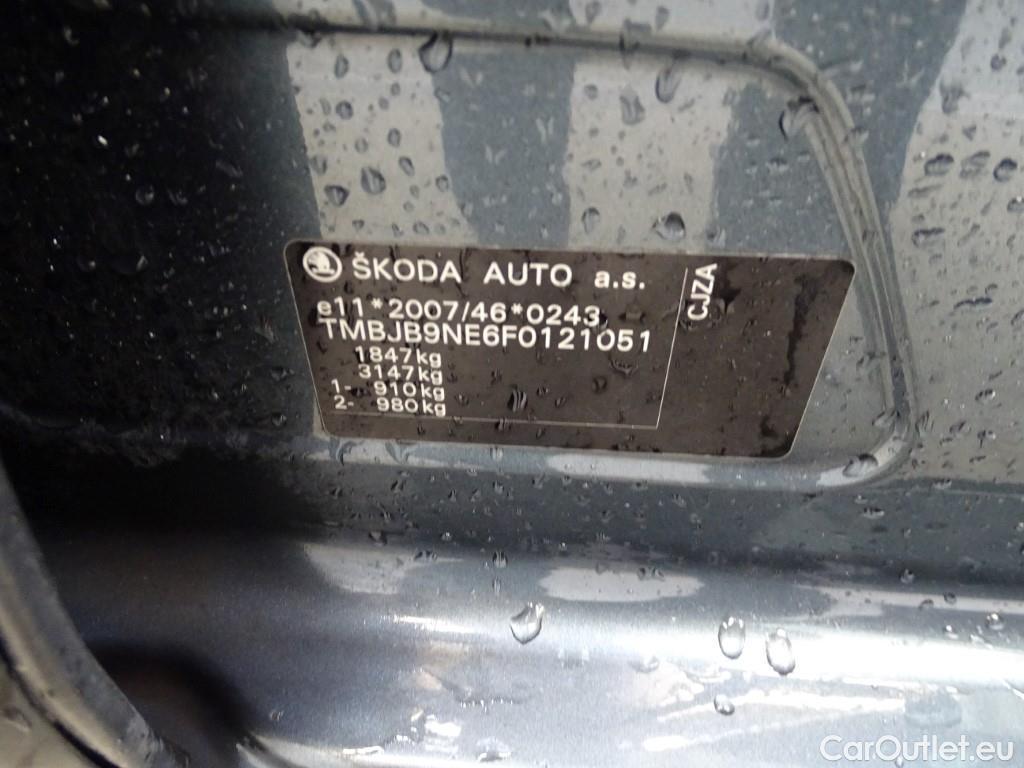 ŠKODA AUTO a.s.
e11*2007/46*0243
TMBJB9NE6F0121051
1847kg
3147kg
1- 910kg
2- 980kg
CJZA
CarOutlet.eu